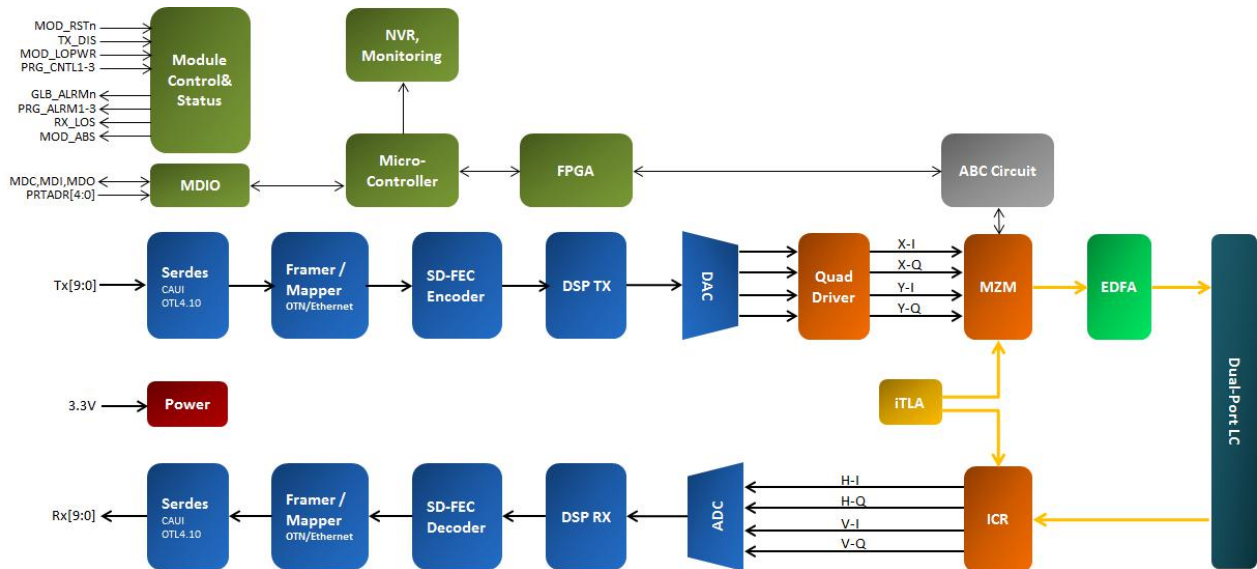 MOD_RSTn
TX_DIS
MOD_LOPWR
PRG_CNTL1-3
GLB_ALRMn
PRG_ALRM1-3
RX_LOS
MOD_ABS
Module
Control&
Status
NVR,
Monitoring
MDC,MDI,MDO
PRTADR[4:0]
MDIO
Micro-
Controller
FPGA
ABC Circuit
Tx[9:0]
Serdes
CAUI
OTL4.10
Framer /
Mapper
OTN/Ethernet
SD-FEC
Encoder
DSP TX
DAC
Quad
Driver
X-I
X-Q
Y-I
Y-Q
MZM
EDFA
Dual-Port LC
3.3V
Power
iTLA
Rx[9:0]
Serdes
CAUI
OTL4.10
Framer /
Mapper
OTN/Ethernet
SD-FEC
Decoder
DSP RX
ADC
H-I
H-Q
V-I
V-Q
ICR